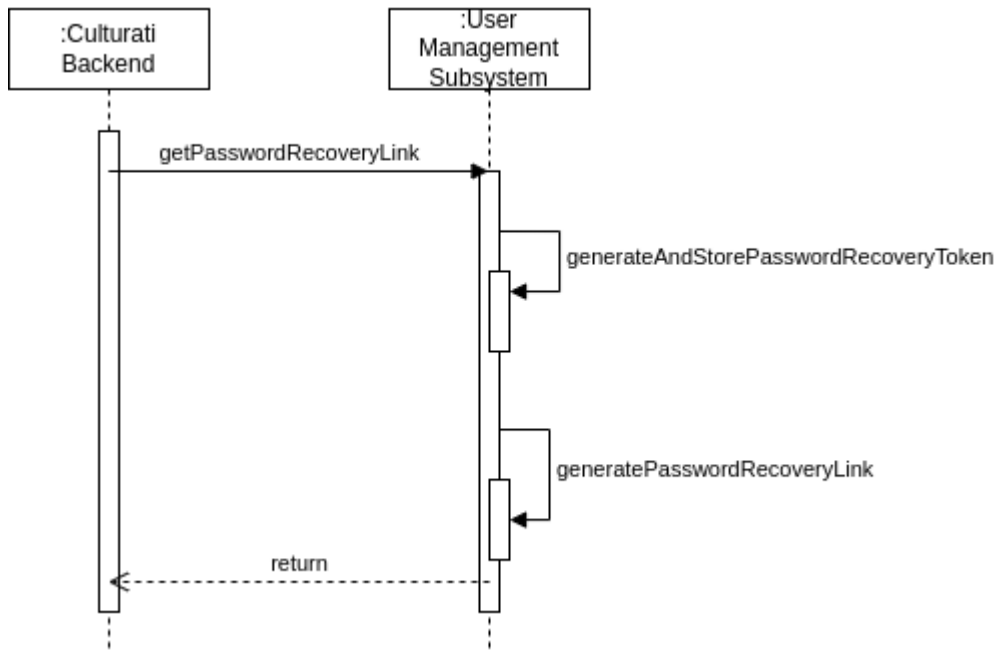 :Culturati
Backend
:User
Management
Subsystem
getPasswordRecoveryLink
generateAndStorePasswordRecoveryToken
generatePasswordRecoveryLink
return